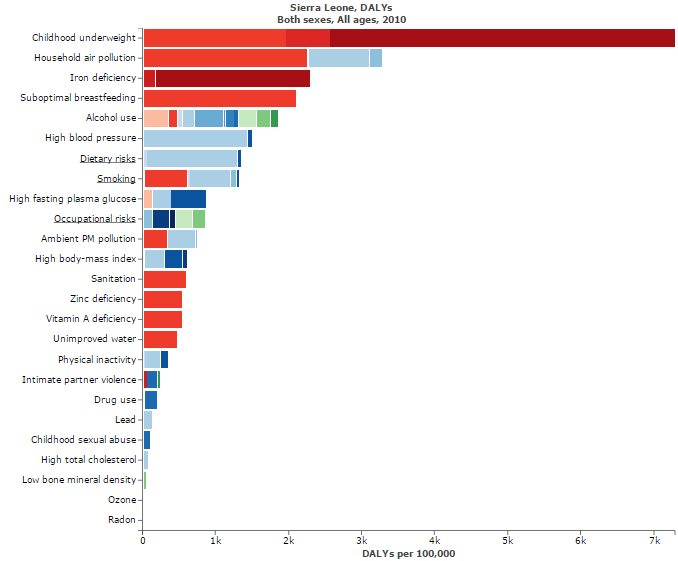 Sierra Leone, DALYs
Both sexes, All ages, 2010
Childhood underweight
Household air pollution
Iron deficiency
Suboptimal breastfeeding
Alcohol use
High blood pressure
Dietary risks
Smoking
High fasting plasma glucose
Occupational risks
Ambient PM pollution
High body-mass index
Sanitation
Zinc deficiency
Vitamin A deficiency
Unimproved water
Physical inactivity
Intimate partner violence
Drug use
Lead
Childhood sexual abuse
High total cholesterol
Low bone mineral density
Ozone
Radon
0 1k 2k 3k 4k 5k 6k 7k
DALYs per 100,000